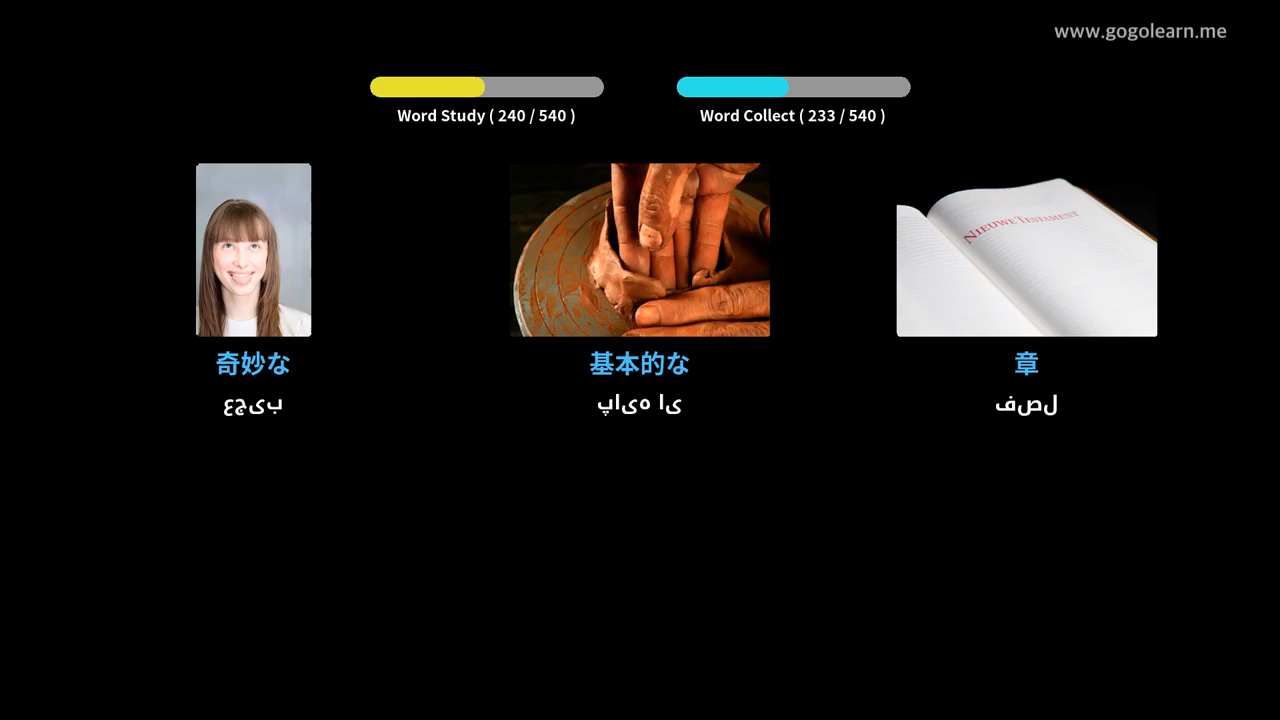 www.gogolearn.me
Word Study ( 240 / 540 )
Word Collect ( 233 / 540 )
NIEUWE TESTAMENT
奇妙な
عجیب
基本的な
پایه ای
章
فصل